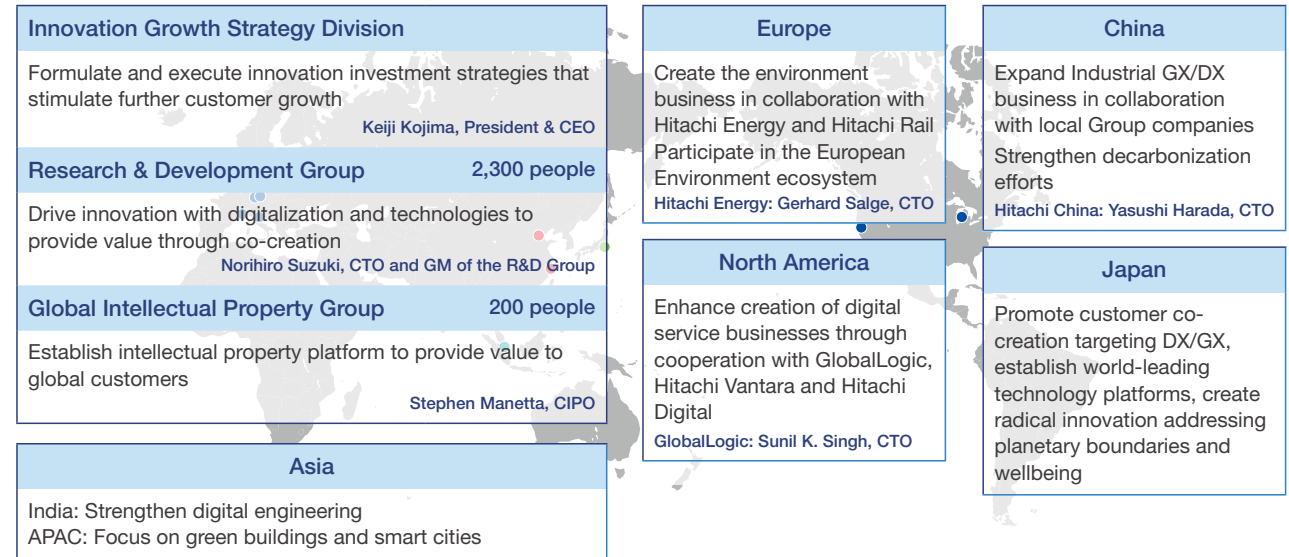 Innovation Growth Strategy Division
Formulate and execute innovation investment strategies that
stimulate further customer growth
Keiji Kojima, President & CEO
Research & Development Group 2,300 people
Drive innovation with digitalization and technologies to
provide value through co-creation
Norihiro Suzuki, CTO and GM of the R&D Group
Global Intellectual Property Group 200 people
Establish intellectual property platform to provide value to
global customers
Stephen Manetta, CIPO
Asia
India: Strengthen digital engineering
APAC: Focus on green buildings and smart cities
Europe
Create the environment
business in collaboration with
Hitachi Energy and Hitachi Rail
Participate in the European
Environment ecosystem
Hitachi Energy: Gerhard Salge, CTO
North America
Enhance creation of digital
service businesses through
cooperation with GlobalLogic,
Hitachi Vantara and Hitachi
Digital
GlobalLogic: Sunil K. Singh, CTO
China
Expand Industrial GX/DX
business in collaboration
with local Group companies
Strengthen decarbonization
efforts
Hitachi China: Yasushi Harada, CTO
Japan
Promote customer co-
creation targeting DX/GX,
establish world-leading
technology platforms, create
radical innovation addressing
planetary boundaries and
wellbeing